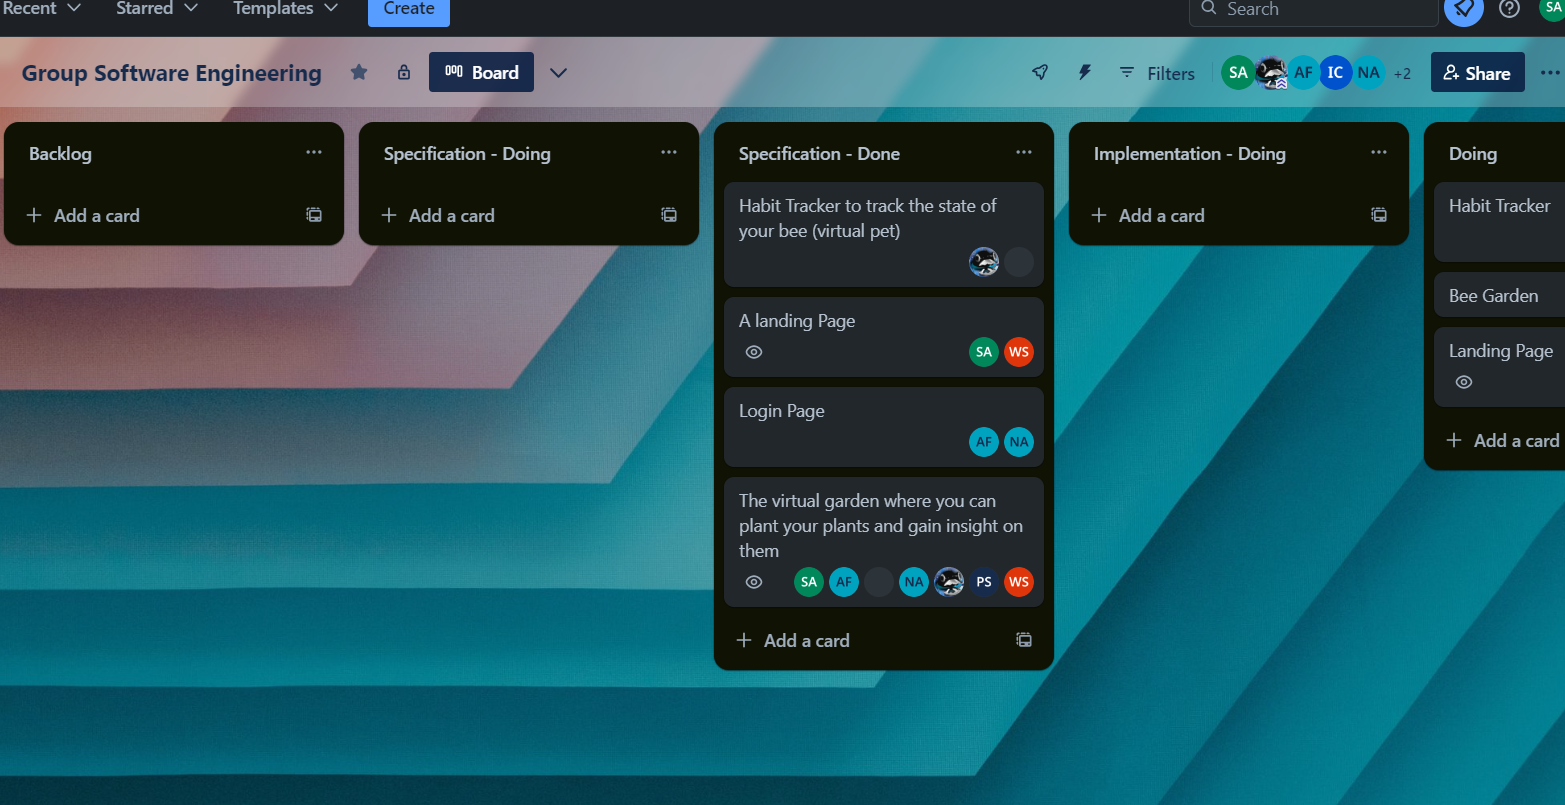 Recent
Starred
Templates
Create
Search
SA
Group Software Engineering
Board
Filters
SA
AF
IC
NA
+2
Share
Backlog
Add a card
Specification - Doing
Add a card
Specification - Done
Habit Tracker to track the state of
your bee (virtual pet)
A landing Page
SA WS
Login Page
AF NA
The virtual garden where you can
plant your plants and gain insight on
them
SA AF NA PS WS
Add a card
Implementation - Doing
Add a card
Doing
Habit Tracker
Bee Garden
Landing Page
Add a card